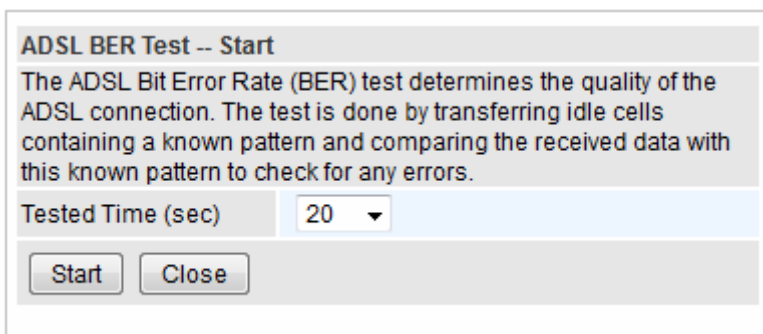 ADSL BER Test -- Start
The ADSL Bit Error Rate (BER) test determines the quality of the
ADSL connection. The test is done by transferring idle cells
containing a known pattern and comparing the received data with
this known pattern to check for any errors.
Tested Time (sec) 20
Start Close